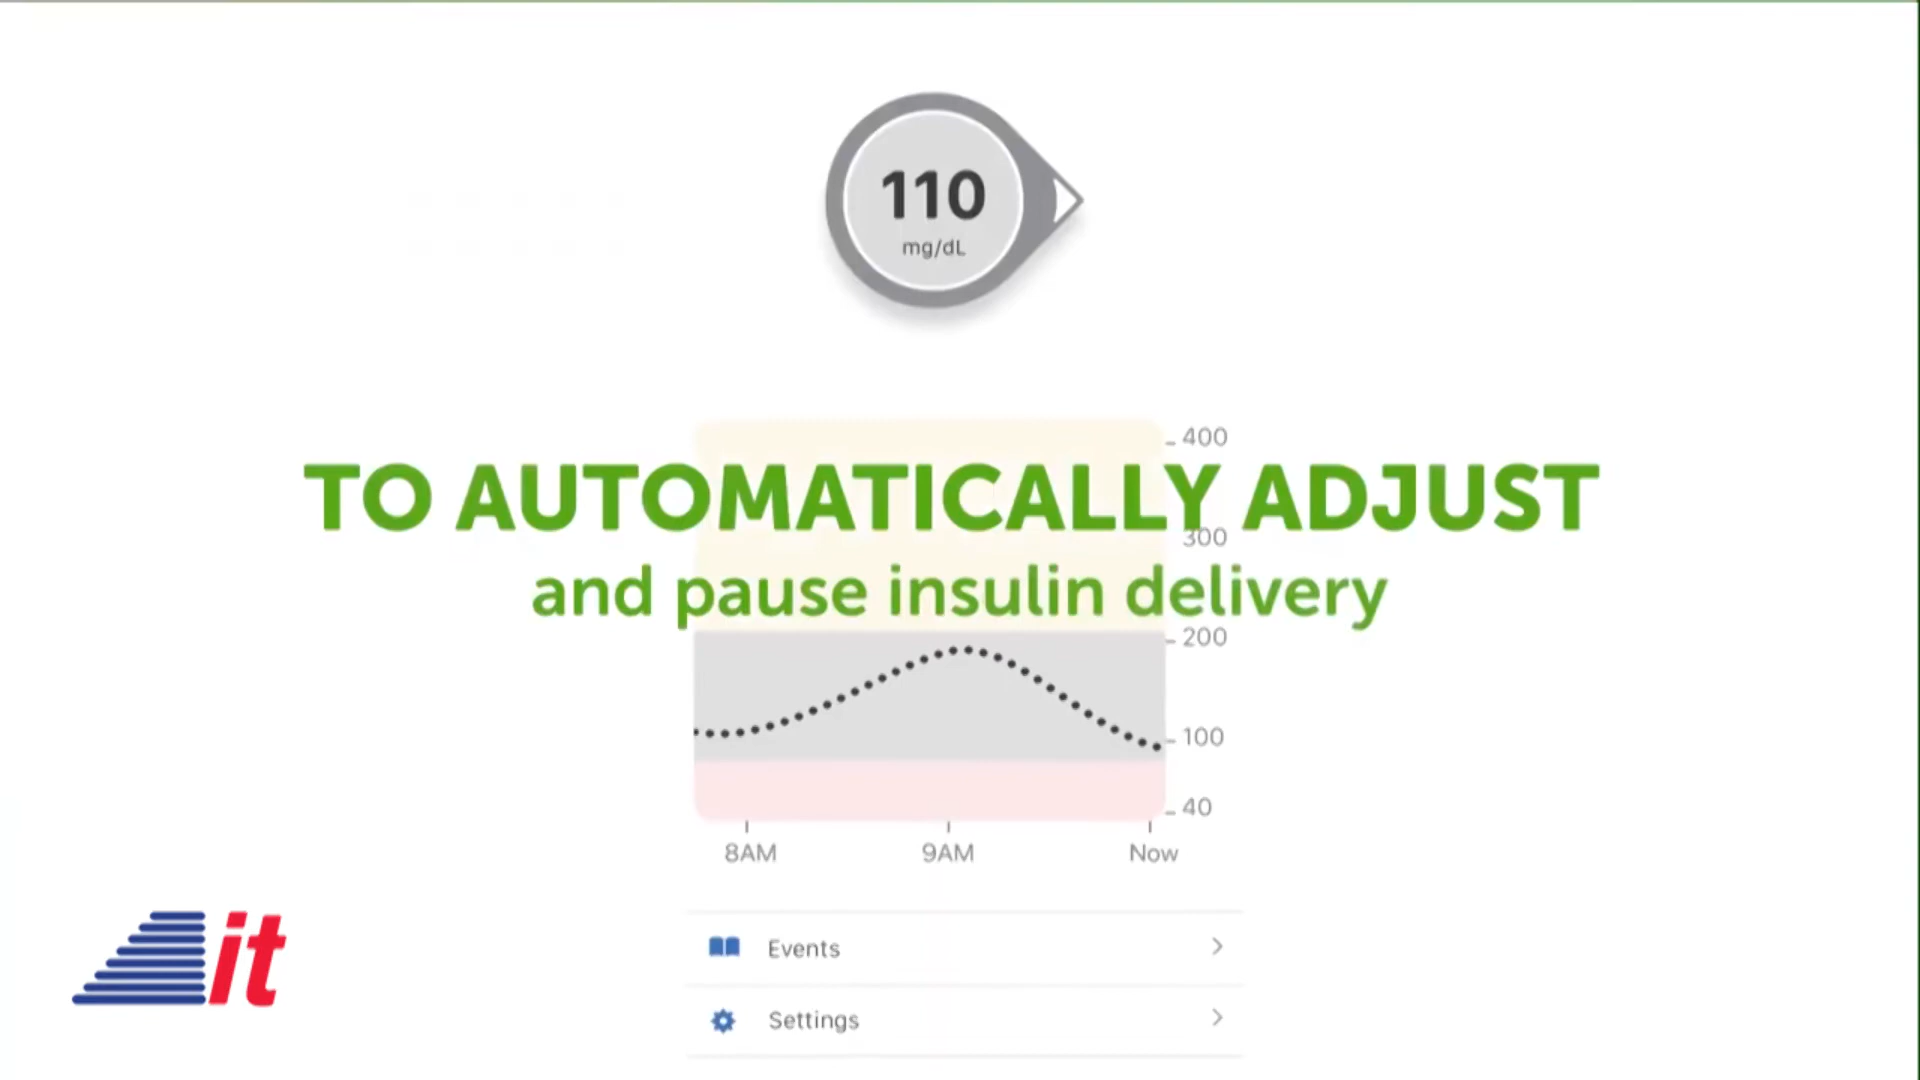 110
mg/dL
400
TO AUTOMATICALLY ADJUST
300
and pause insulin delivery
200
100
40
8AM 9AM Now
it
Events
Settings